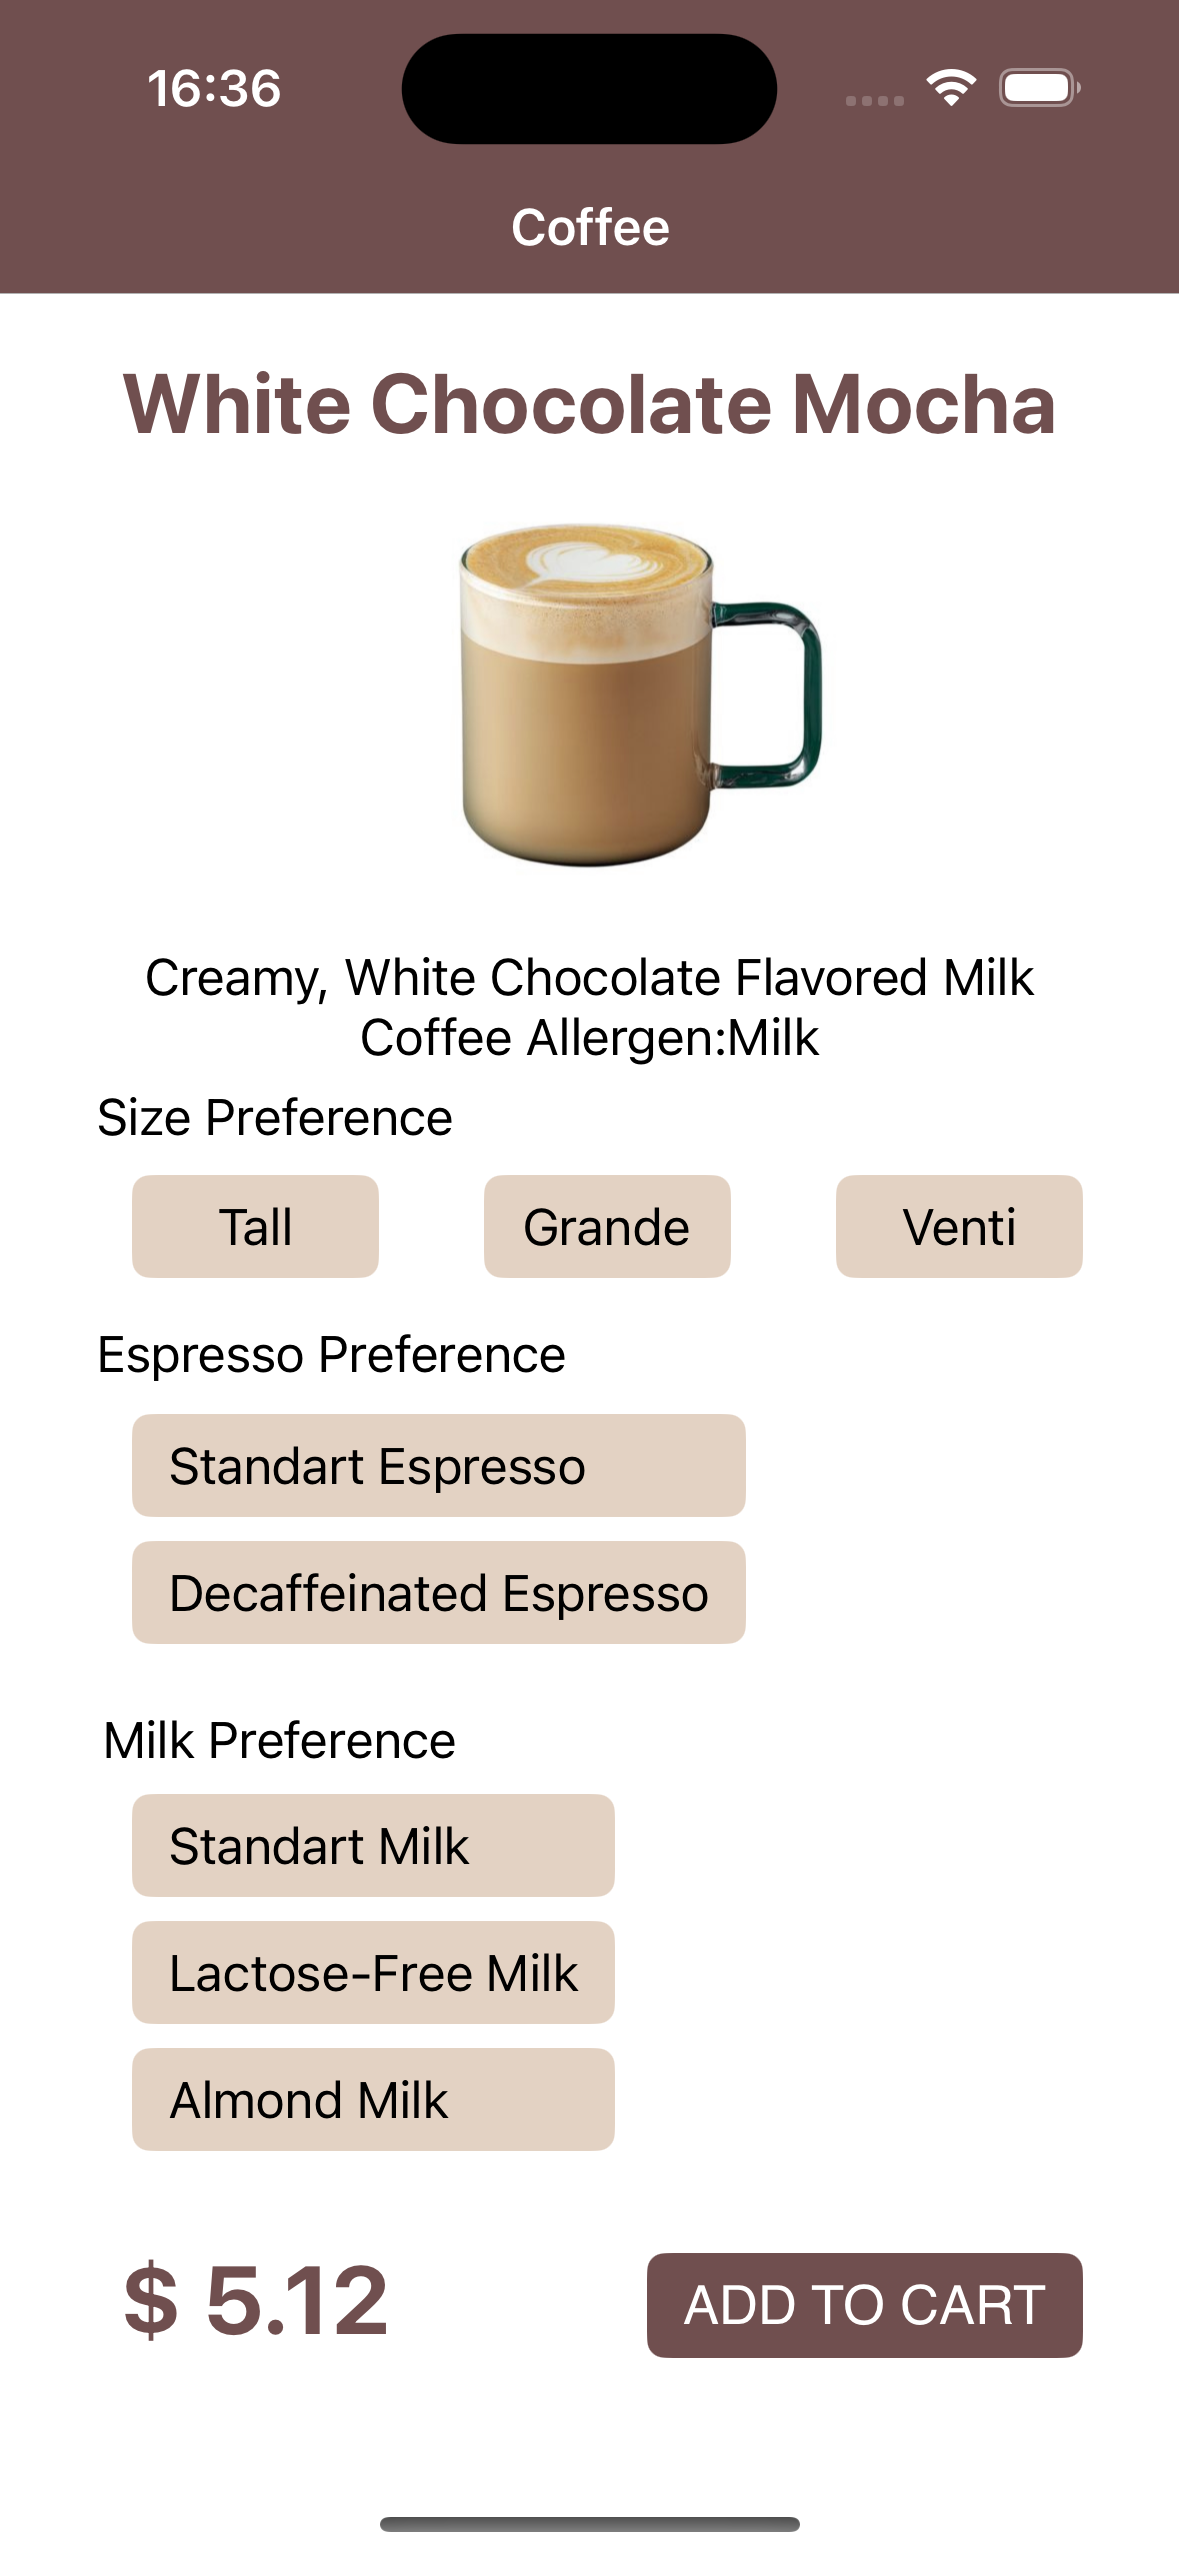 16:36
Coffee
White Chocolate Mocha
Creamy, White Chocolate Flavored Milk
Coffee Allergen:Milk
Size Preference
Tall Grande Venti
Espresso Preference
Standart Espresso
Decaffeinated Espresso
Milk Preference
Standart Milk
Lactose-Free Milk
Almond Milk
$ 5.12 ADD TO CART